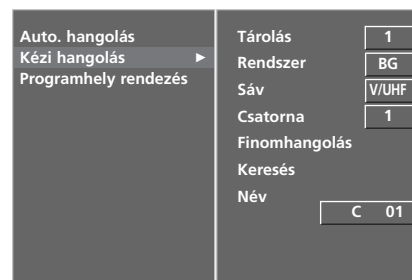 Auto. hangolás
Kézi hangolás ►
Programhely rendezés
Tárolás 1
Rendszer BG
Sáv V/UHF
Csatorna 1
Finomhangolás
Keresés
Név
C 01